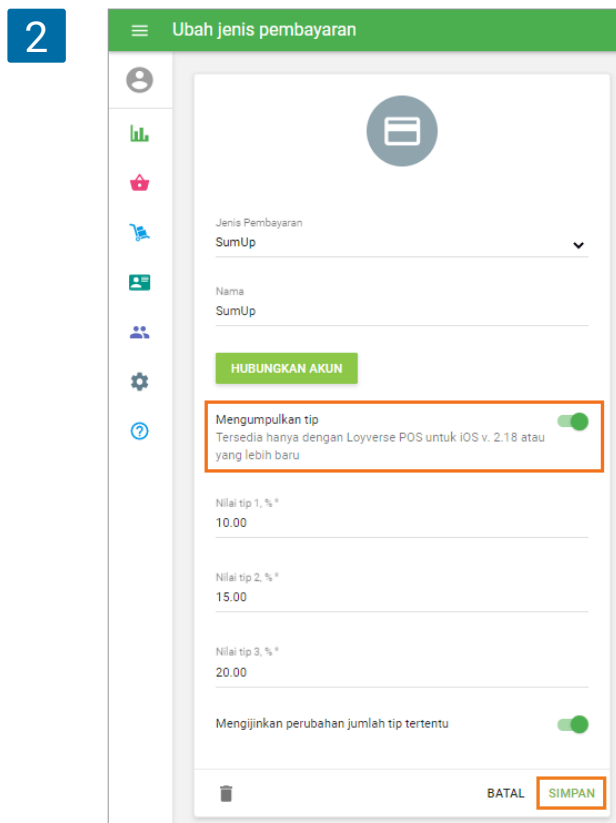 2
Ubah jenis pembayaran
Jenis Pembayaran
SumUp
Nama
SumUp
HUBUNGKAN AKUN
Mengumpulkan tip
Tersedia hanya dengan Loyverse POS untuk iOS v. 2.18 atau
yang lebih baru
Nilai tip 1, % *
10.00
Nilai tip 2, % *
15.00
Nilai tip 3, % *
20.00
Mengijinkan perubahan jumlah tip tertentu
BATAL SIMPAN